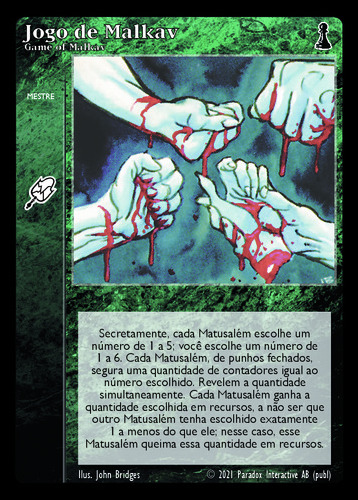 Jogo de Malkav
Game of Malkav
MESTRE
Secretamente, cada Matusalém escolhe um
número de 1 a 5; você escolhe um número de
1 a 6. Cada Matusalém, de punhos fechados,
segura uma quantidade de contadores igual ao
número escolhido. Revelem a quantidade
simultaneamente. Cada Matusalém ganha a
quantidade escolhida em recursos, a não ser que
outro Matusalém tenha escolhido exatamente
1 a menos do que ele; nesse caso, esse
Matusalém queima essa quantidade em recursos.
Ilus. John Bridges
© 2021 Paradox Interactive AB (publ)